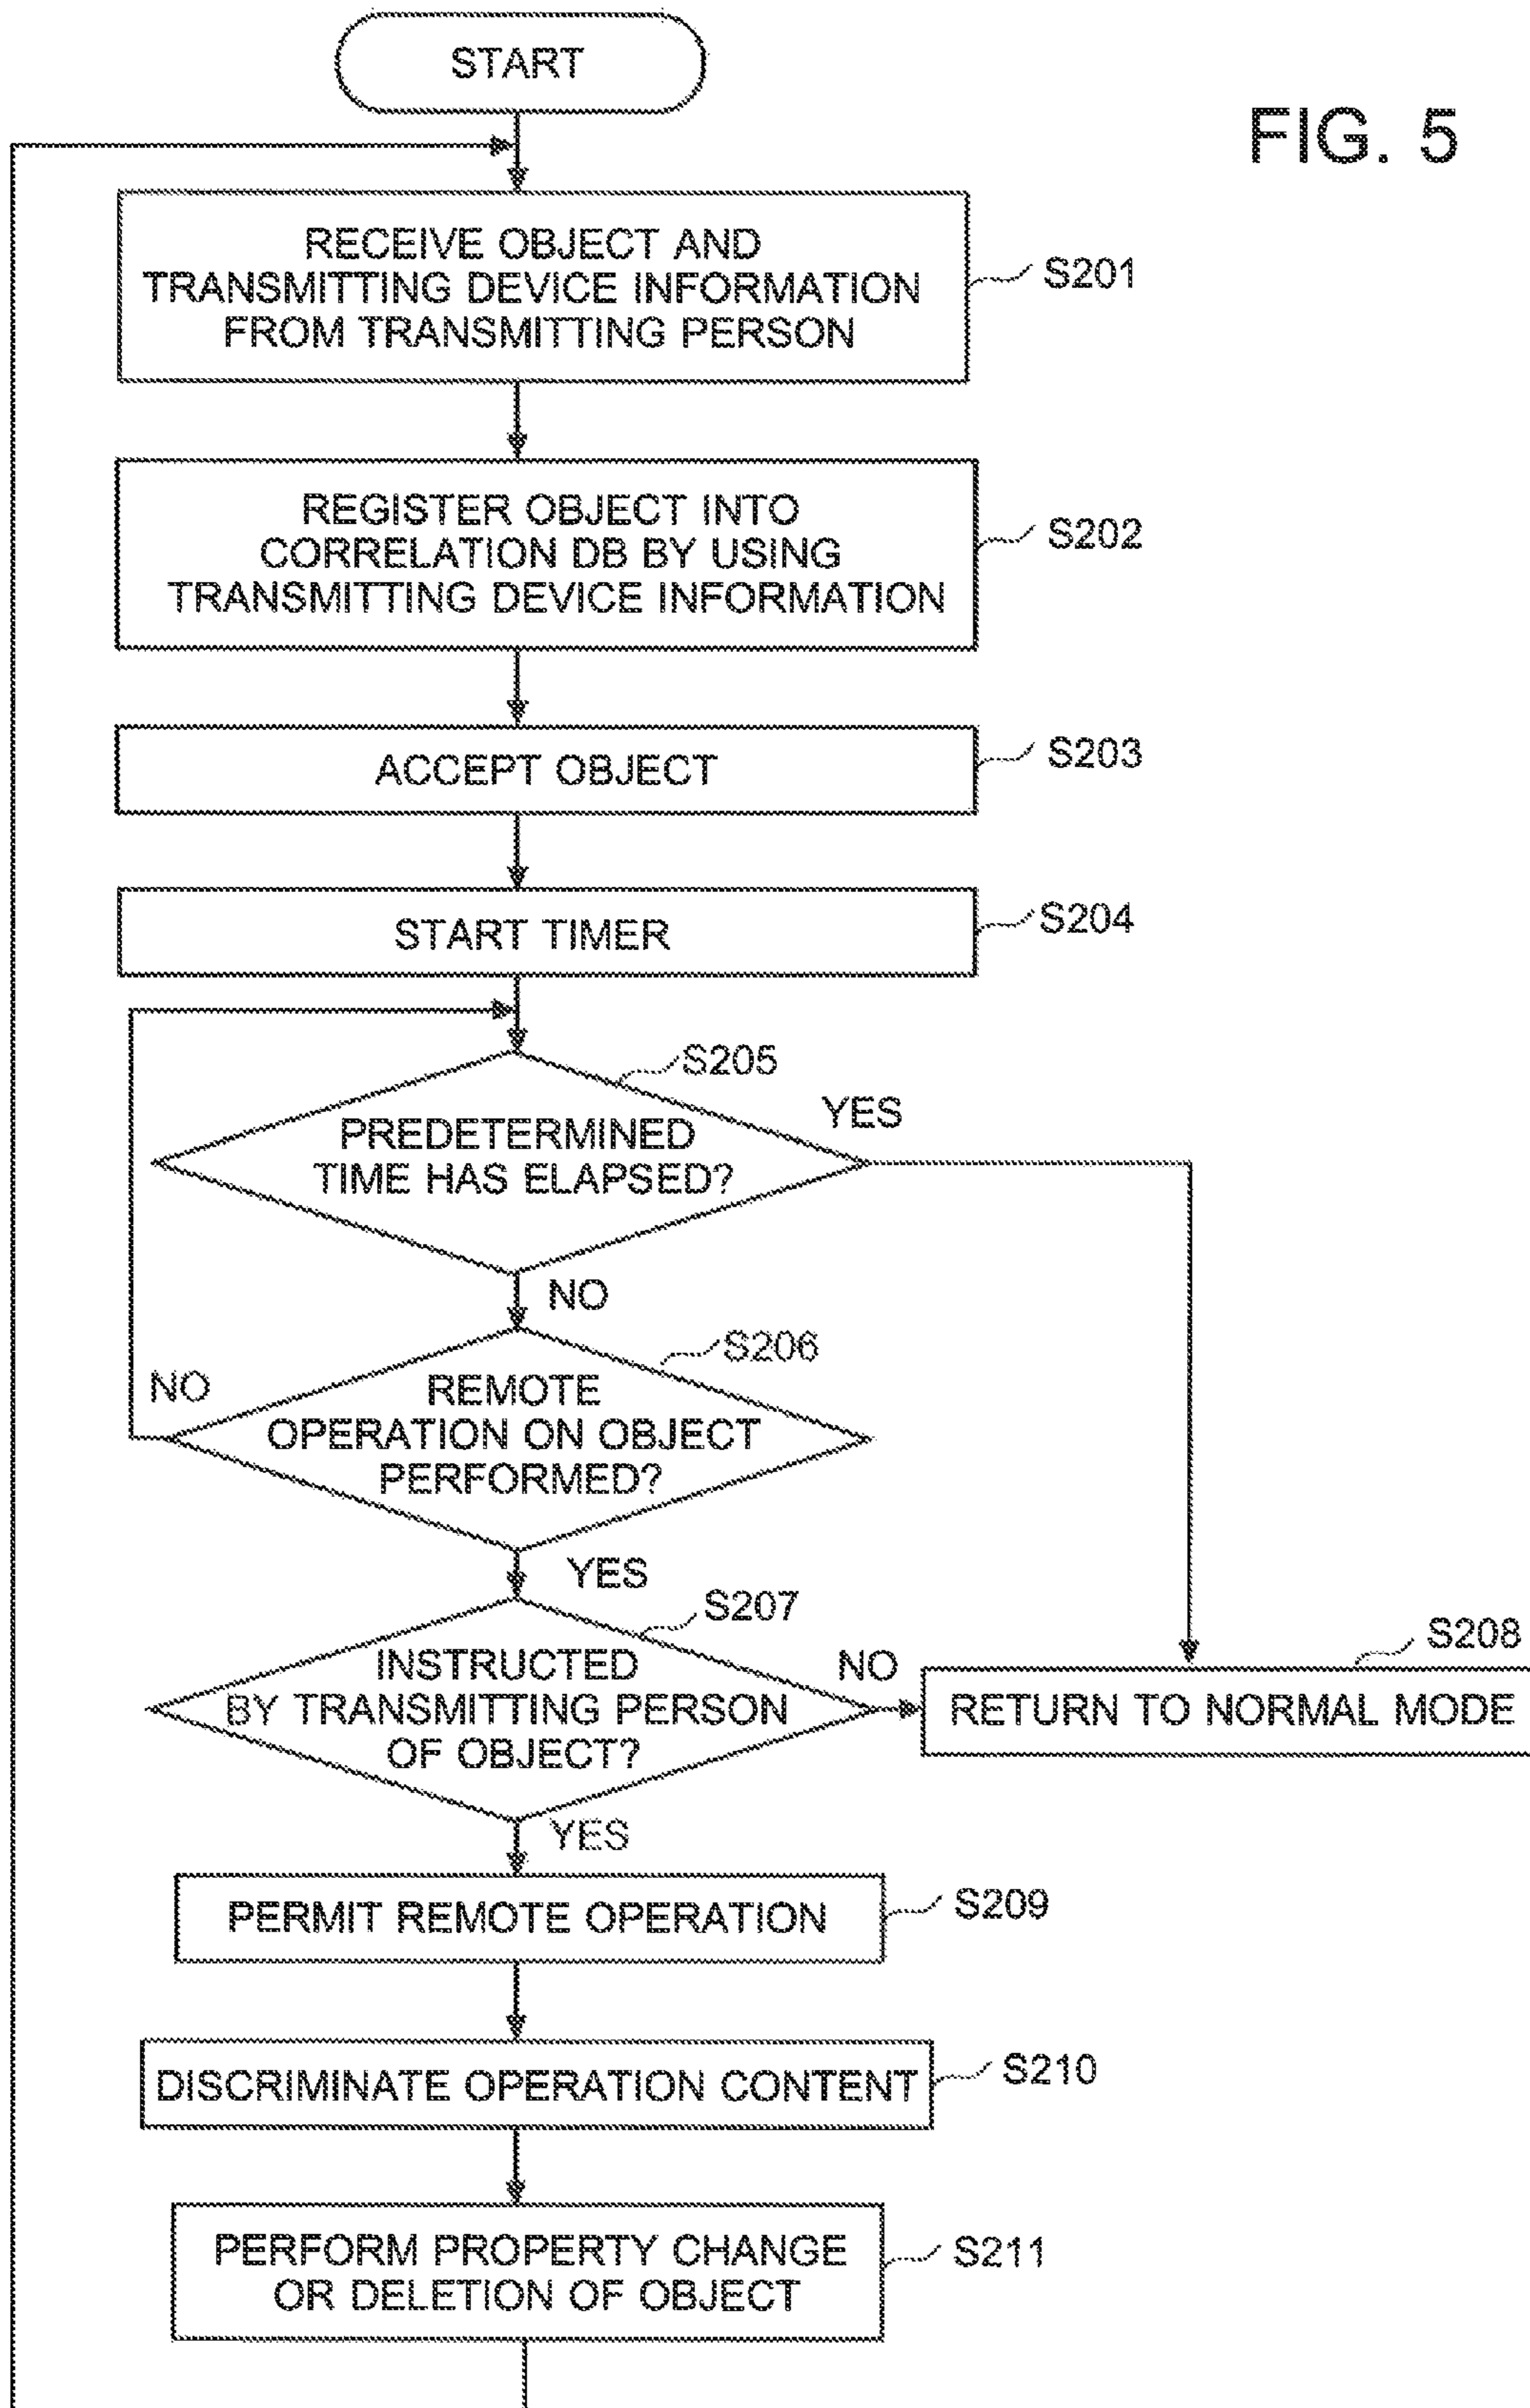 START
FIG. 5
RECEIVE OBJECT AND
TRANSMITTING DEVICE INFORMATION
FROM TRANSMITTING PERSON
S201
REGISTER OBJECT INTO
CORRELATION DB BY USING
TRANSMITTING DEVICE INFORMATION
S202
ACCEPT OBJECT
S203
START TIMER
S204
S205
PREDETERMINED
TIME HAS ELAPSED?
YES
NO
S206
REMOTE
OPERATION ON OBJECT
PERFORMED?
NO
YES
S207
INSTRUCTED
BY TRANSMITTING PERSON
OF OBJECT?
NO
S208
RETURN TO NORMAL MODE
YES
PERMIT REMOTE OPERATION
S209
DISCRIMINATE OPERATION CONTENT
S210
PERFORM PROPERTY CHANGE
OR DELETION OF OBJECT
S211